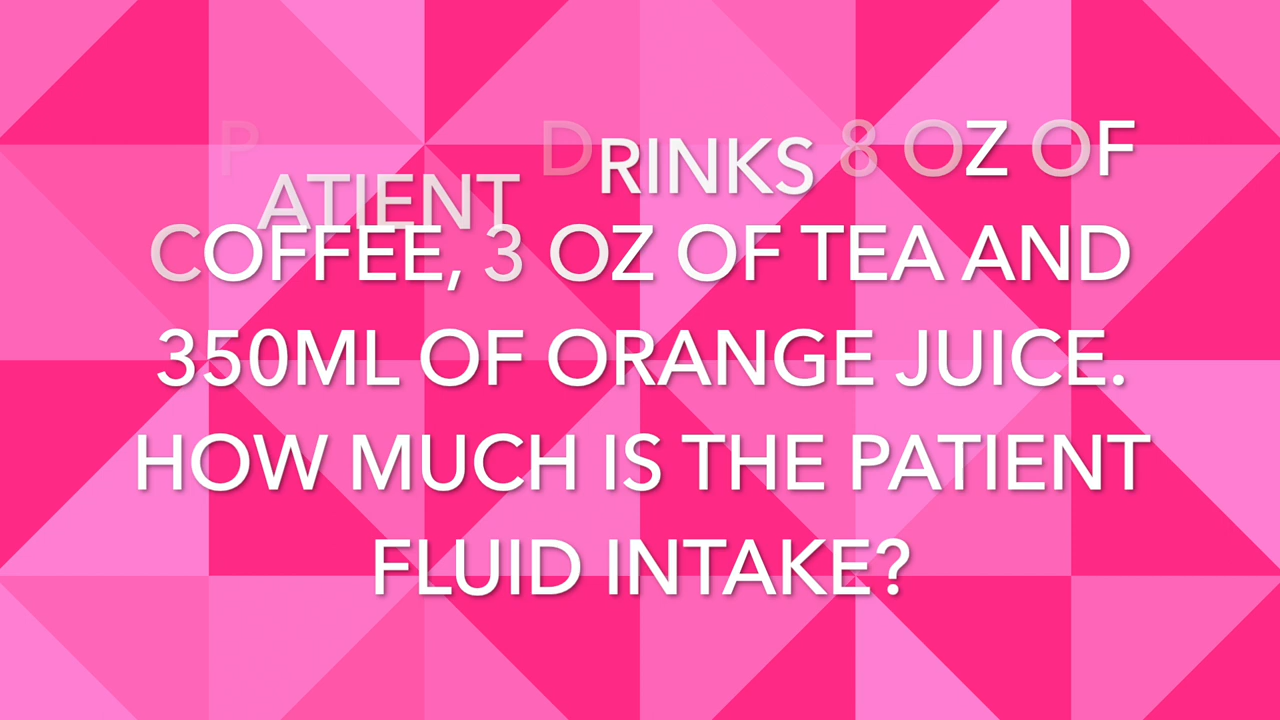 PATIENT DRINKS 8 OZ OF
COFFEE, 3 OZ OF TEA AND
350ML OF ORANGE JUICE.
HOW MUCH IS THE PATIENT
FLUID INTAKE?